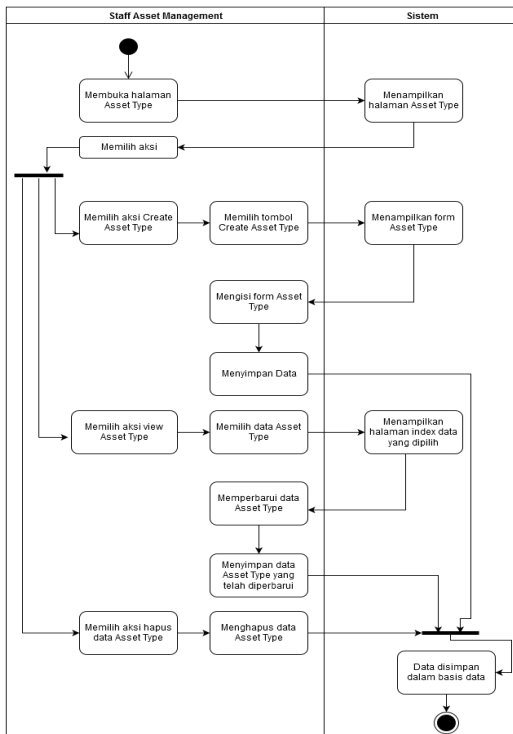 Staff Asset Management
Sistem
Membuka halaman
Asset Type
Menampilkan
halaman Asset Type
Memilih aksi
Memilih aksi Create
Asset Type
Memilih tombol
Create Asset Type
Menampilkan form
Asset Type
Mengisi form Asset
Type
Menyimpan Data
Memilih aksi view
Asset Type
Memilih data Asset
Type
Menampilkan
halaman index data
yang dipilih
Memperbarui data
Asset Type
Menyimpan data
Asset Type yang
telah diperbarui
Memilih aksi hapus
data Asset Type
Menghapus data
Asset Type
Data disimpan
dalam basis data